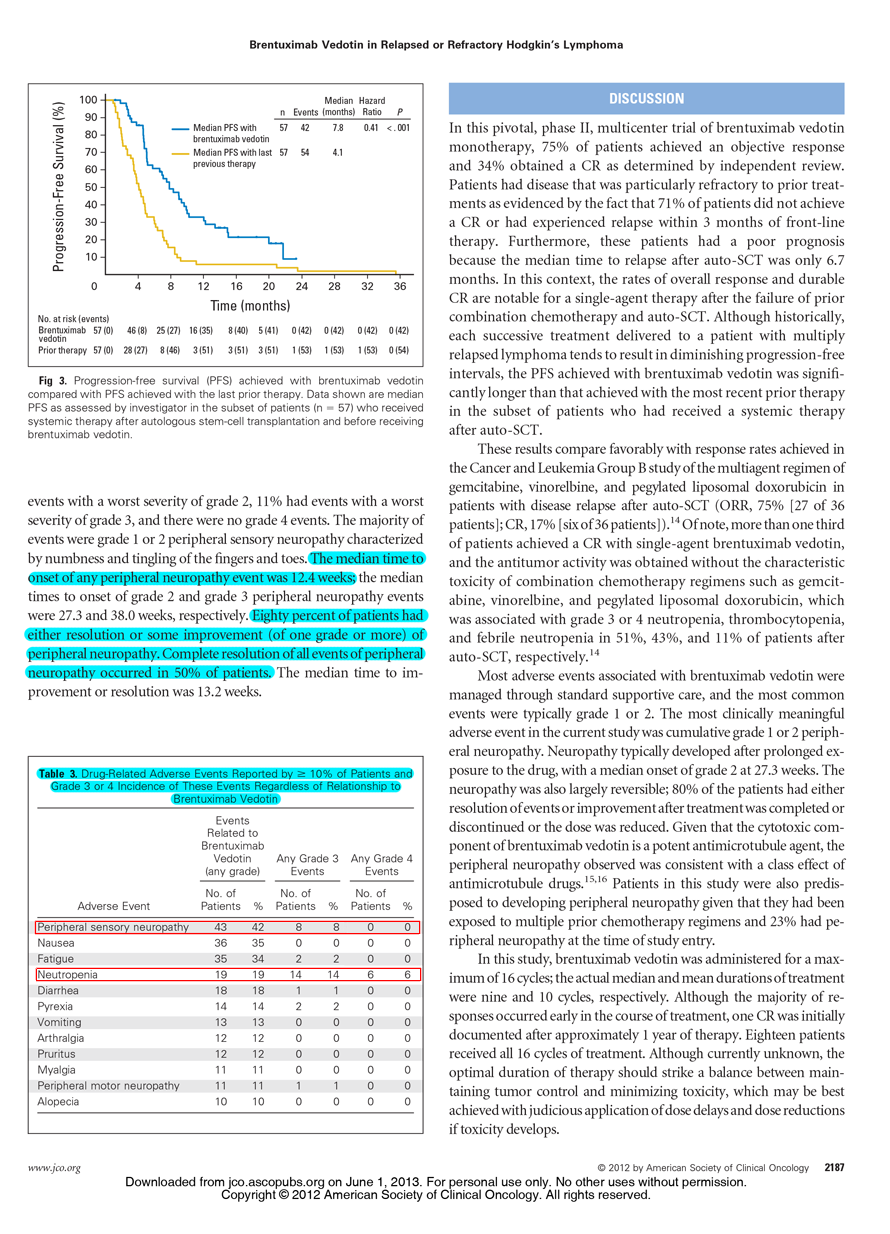 Brentuximab Vedotin in Relapsed or Refractory Hodgkin's Lymphoma
Progression-Free Survival (%)
100
90
80
70
60
50
40
30
20
10
Median Hazard
n Events (months) Ratio P
Median PFS with 57 42 7.8 0.41 < .001
brentuximab vedotin
Median PFS with last 57 54 4.1
previous therapy
0 4 8 12 16 20 24 28 32 36
Time (months)
No. at risk (events)
Brentuximab 57 (0) 46 (8) 25 (27) 16 (35) 8 (40) 5 (41) 0 (42) 0 (42) 0 (42) 0 (42)
vedotin
Prior therapy 57 (0) 28 (27) 8 (46) 3 (51) 3 (51) 3 (51) 1 (53) 1 (53) 1 (53) 0 (54)
Fig 3. Progression-free survival (PFS) achieved with brentuximab vedotin
compared with PFS achieved with the last prior therapy. Data shown are median
PFS as assessed by investigator in the subset of patients (n = 57) who received
systemic therapy after autologous stem-cell transplantation and before receiving
brentuximab vedotin.
events with a worst severity of grade 2, 11% had events with a worst
severity of grade 3, and there were no grade 4 events. The majority of
events were grade 1 or 2 peripheral sensory neuropathy characterized
by numbness and tingling of the fingers and toes. The median time to
onset of any peripheral neuropathy event was 12.4 weeks; the median
times to onset of grade 2 and grade 3 peripheral neuropathy events
were 27.3 and 38.0 weeks, respectively. Eighty percent of patients had
either resolution or some improvement (of one grade or more) of
peripheral neuropathy. Complete resolution of all events of peripheral
neuropathy occurred in 50% of patients. The median time to im-
provement or resolution was 13.2 weeks.
Table 3. Drug-Related Adverse Events Reported by ≥ 10% of Patients and
Grade 3 or 4 Incidence of These Events Regardless of Relationship to
Brentuximab Vedotin
Events
Related to
Brentuximab
Vedotin Any Grade 3 Any Grade 4
(any grade) Events Events
No. of No. of No. of
Adverse Event Patients % Patients % Patients %
Peripheral sensory neuropathy 43 42 8 8 0 0
Nausea 36 35 0 0 0 0
Fatigue 35 34 2 2 0 0
Neutropenia 19 19 14 14 6 6
Diarrhea 18 18 1 1 0 0
Pyrexia 14 14 2 2 0 0
Vomiting 13 13 0 0 0 0
Arthralgia 12 12 0 0 0 0
Pruritus 12 12 0 0 0 0
Myalgia 11 11 0 0 0 0
Peripheral motor neuropathy 11 11 1 1 0 0
Alopecia 10 10 0 0 0 0
DISCUSSION
In this pivotal, phase II, multicenter trial of brentuximab vedotin
monotherapy, 75% of patients achieved an objective response
and 34% obtained a CR as determined by independent review.
Patients had disease that was particularly refractory to prior treat-
ments as evidenced by the fact that 71% of patients did not achieve
a CR or had experienced relapse within 3 months of front-line
therapy. Furthermore, these patients had a poor prognosis
because the median time to relapse after auto-SCT was only 6.7
months. In this context, the rates of overall response and durable
CR are notable for a single-agent therapy after the failure of prior
combination chemotherapy and auto-SCT. Although historically,
each successive treatment delivered to a patient with multiply
relapsed lymphoma tends to result in diminishing progression-free
intervals, the PFS achieved with brentuximab vedotin was signifi-
cantly longer than that achieved with the most recent prior therapy
in the subset of patients who had received a systemic therapy
after auto-SCT.
These results compare favorably with response rates achieved in
the Cancer and Leukemia Group B study of the multiagent regimen of
gemcitabine, vinorelbine, and pegylated liposomal doxorubicin in
patients with disease relapse after auto-SCT (ORR, 75% [27 of 36
patients]; CR, 17% [six of 36 patients]).14 Of note, more than one third
of patients achieved a CR with single-agent brentuximab vedotin,
and the antitumor activity was obtained without the characteristic
toxicity of combination chemotherapy regimens such as gemcit-
abine, vinorelbine, and pegylated liposomal doxorubicin, which
was associated with grade 3 or 4 neutropenia, thrombocytopenia,
and febrile neutropenia in 51%, 43%, and 11% of patients after
auto-SCT, respectively.14
Most adverse events associated with brentuximab vedotin were
managed through standard supportive care, and the most common
events were typically grade 1 or 2. The most clinically meaningful
adverse event in the current study was cumulative grade 1 or 2 periph-
eral neuropathy. Neuropathy typically developed after prolonged ex-
posure to the drug, with a median onset of grade 2 at 27.3 weeks. The
neuropathy was also largely reversible; 80% of the patients had either
resolution of events or improvement after treatment was completed or
discontinued or the dose was reduced. Given that the cytotoxic com-
ponent of brentuximab vedotin is a potent antimicrotubule agent, the
peripheral neuropathy observed was consistent with a class effect of
antimicrotubule drugs.15,16 Patients in this study were also predis-
posed to developing peripheral neuropathy given that they had been
exposed to multiple prior chemotherapy regimens and 23% had pe-
ripheral neuropathy at the time of study entry.
In this study, brentuximab vedotin was administered for a max-
imum of 16 cycles; the actual median and mean durations of treatment
were nine and 10 cycles, respectively. Although the majority of re-
sponses occurred early in the course of treatment, one CR was initially
documented after approximately 1 year of therapy. Eighteen patients
received all 16 cycles of treatment. Although currently unknown, the
optimal duration of therapy should strike a balance between main-
taining tumor control and minimizing toxicity, which may be best
achieved with judicious application of dose delays and dose reductions
if toxicity develops.
www.jco.org
© 2012 by American Society of Clinical Oncology 2187
Downloaded from jco.ascopubs.org on June 1, 2013. For personal use only. No other uses without permission.
Copyright © 2012 American Society of Clinical Oncology. All rights reserved.